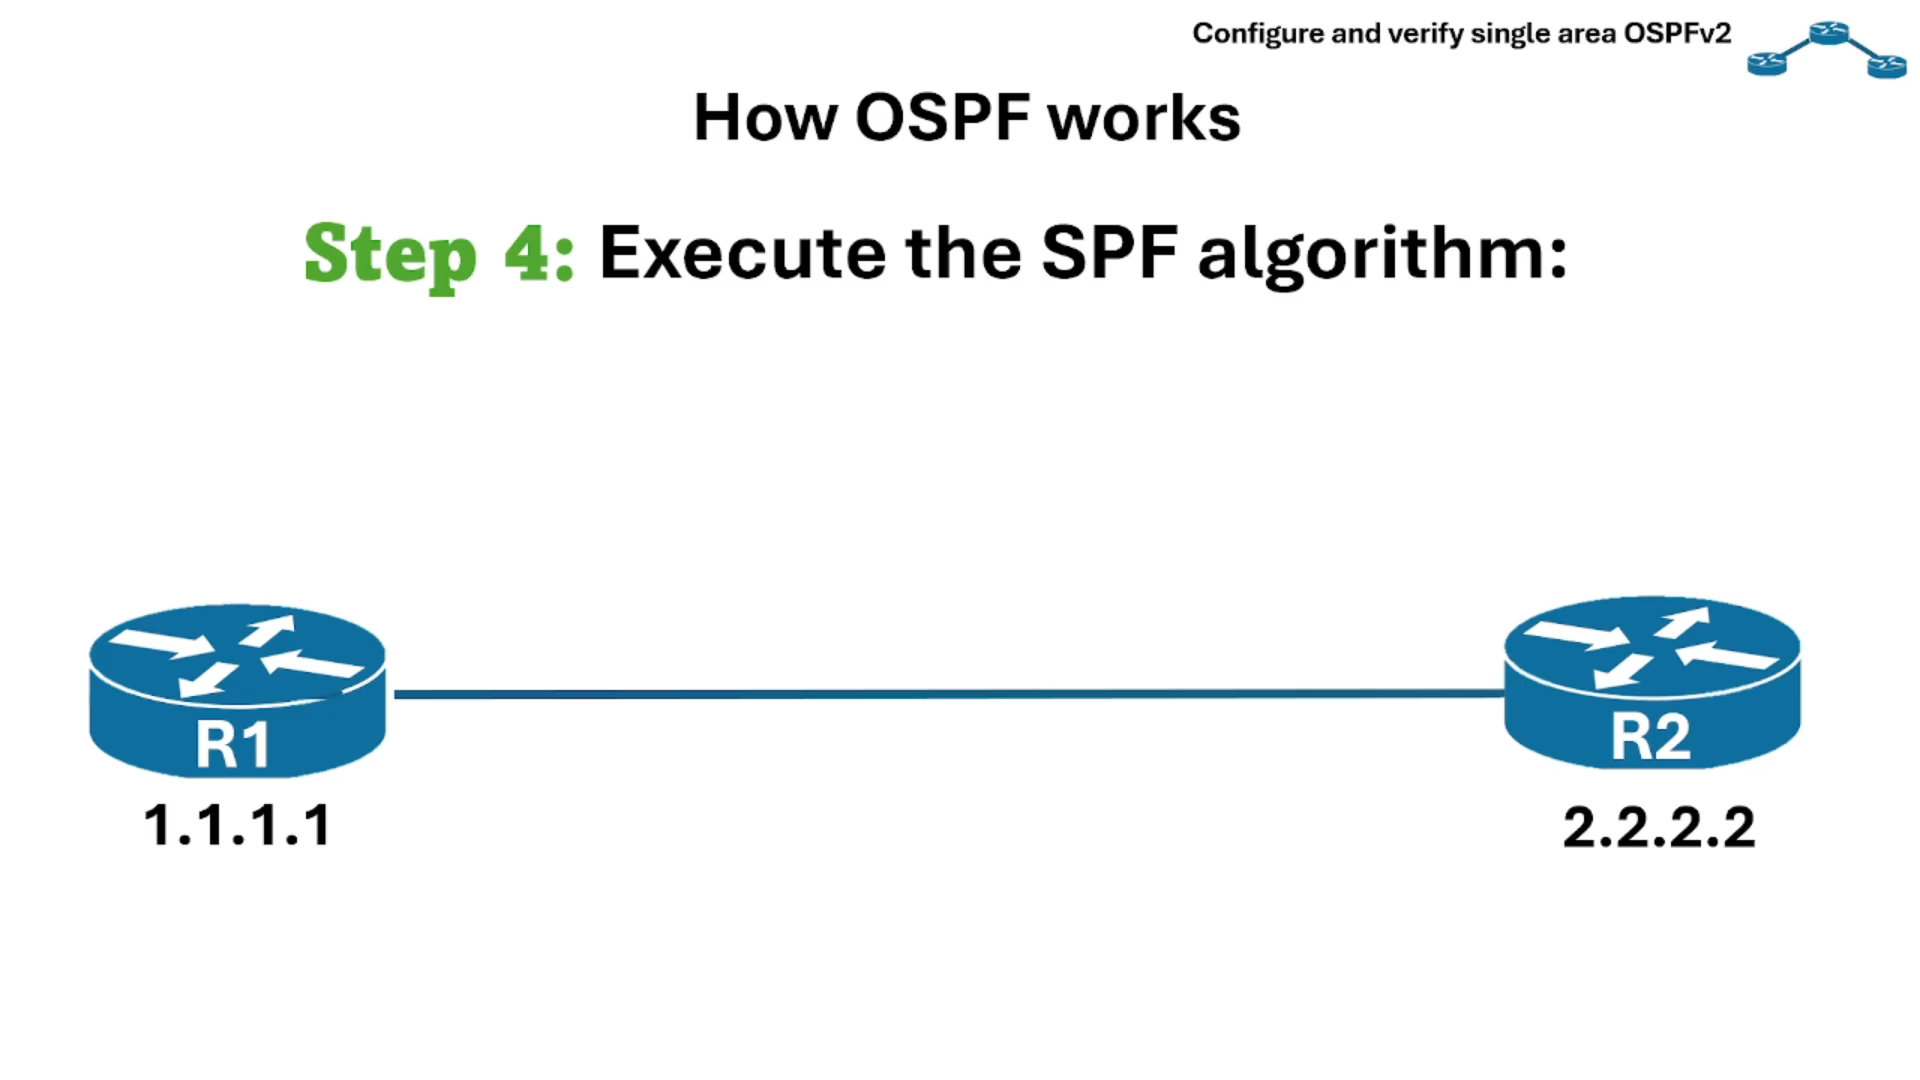 Configure and verify single area OSPFv2
How OSPF works
Step 4: Execute the SPF algorithm:
R1
R2
1.1.1.1
2.2.2.2